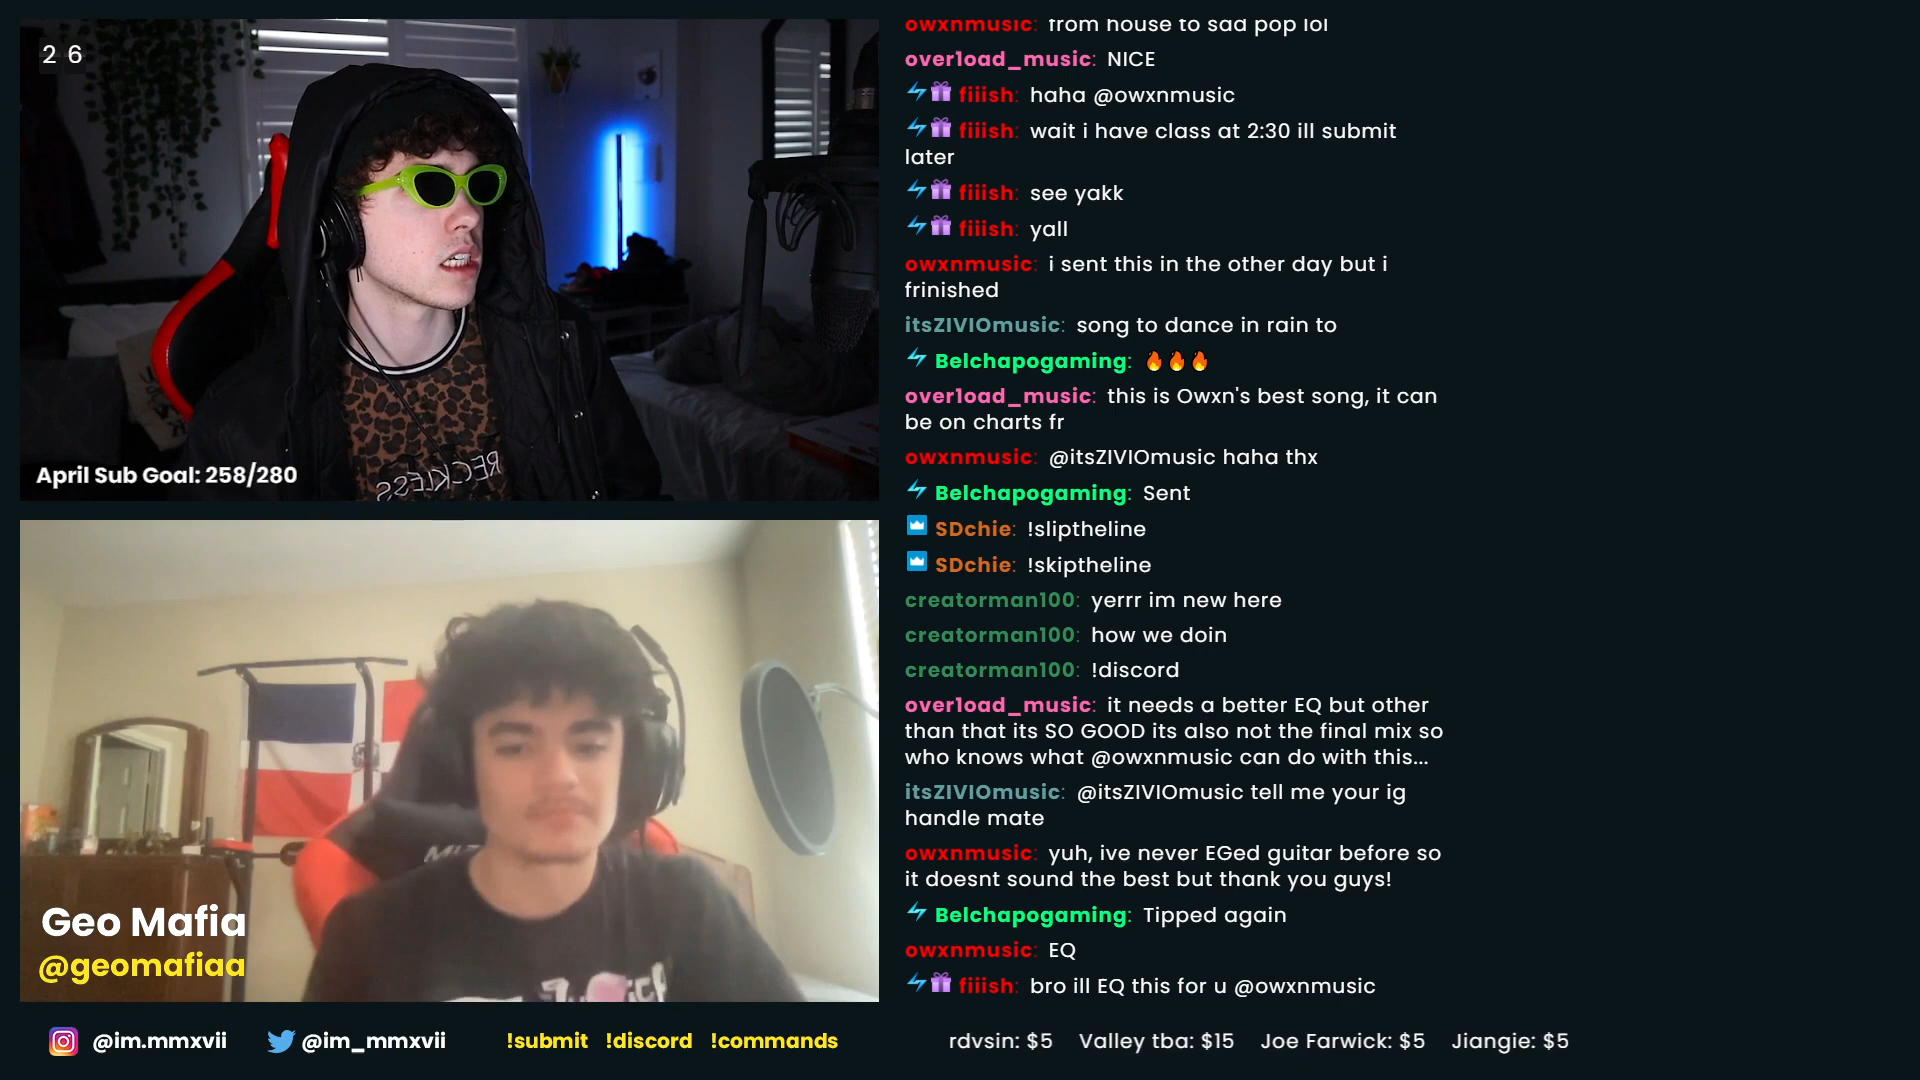 26
April Sub Goal: 258/280
RECKLESS
Geo Mafia
@geomafiaa
@im.mmxvii @im_mmxvii !submit !discord !commands
owxnmusic: from house to sad pop lol
over1oad_music: NICE
fiiish: haha @owxnmusic
fiiish: wait i have class at 2:30 ill submit
later
fiiish: see yakk
fiiish: yall
owxnmusic: i sent this in the other day but i
frinished
itsZIVIOmusic: song to dance in rain to
Belchapogaming: 🔥🔥🔥
over1oad_music: this is Owxn's best song, it can
be on charts fr
owxnmusic: @itsZIVIOmusic haha thx
Belchapogaming: Sent
SDchie: !sliptheline
SDchie: !skiptheline
creatorman100: yerrr im new here
creatorman100: how we doin
creatorman100: !discord
over1oad_music: it needs a better EQ but other
than that its SO GOOD its also not the final mix so
who knows what @owxnmusic can do with this...
itsZIVIOmusic: @itsZIVIOmusic tell me your ig
handle mate
owxnmusic: yuh, ive never EGed guitar before so
it doesnt sound the best but thank you guys!
Belchapogaming: Tipped again
owxnmusic: EQ
fiiish: bro ill EQ this for u @owxnmusic
rdvsin: $5 Valley tba: $15 Joe Farwick: $5 Jiangie: $5